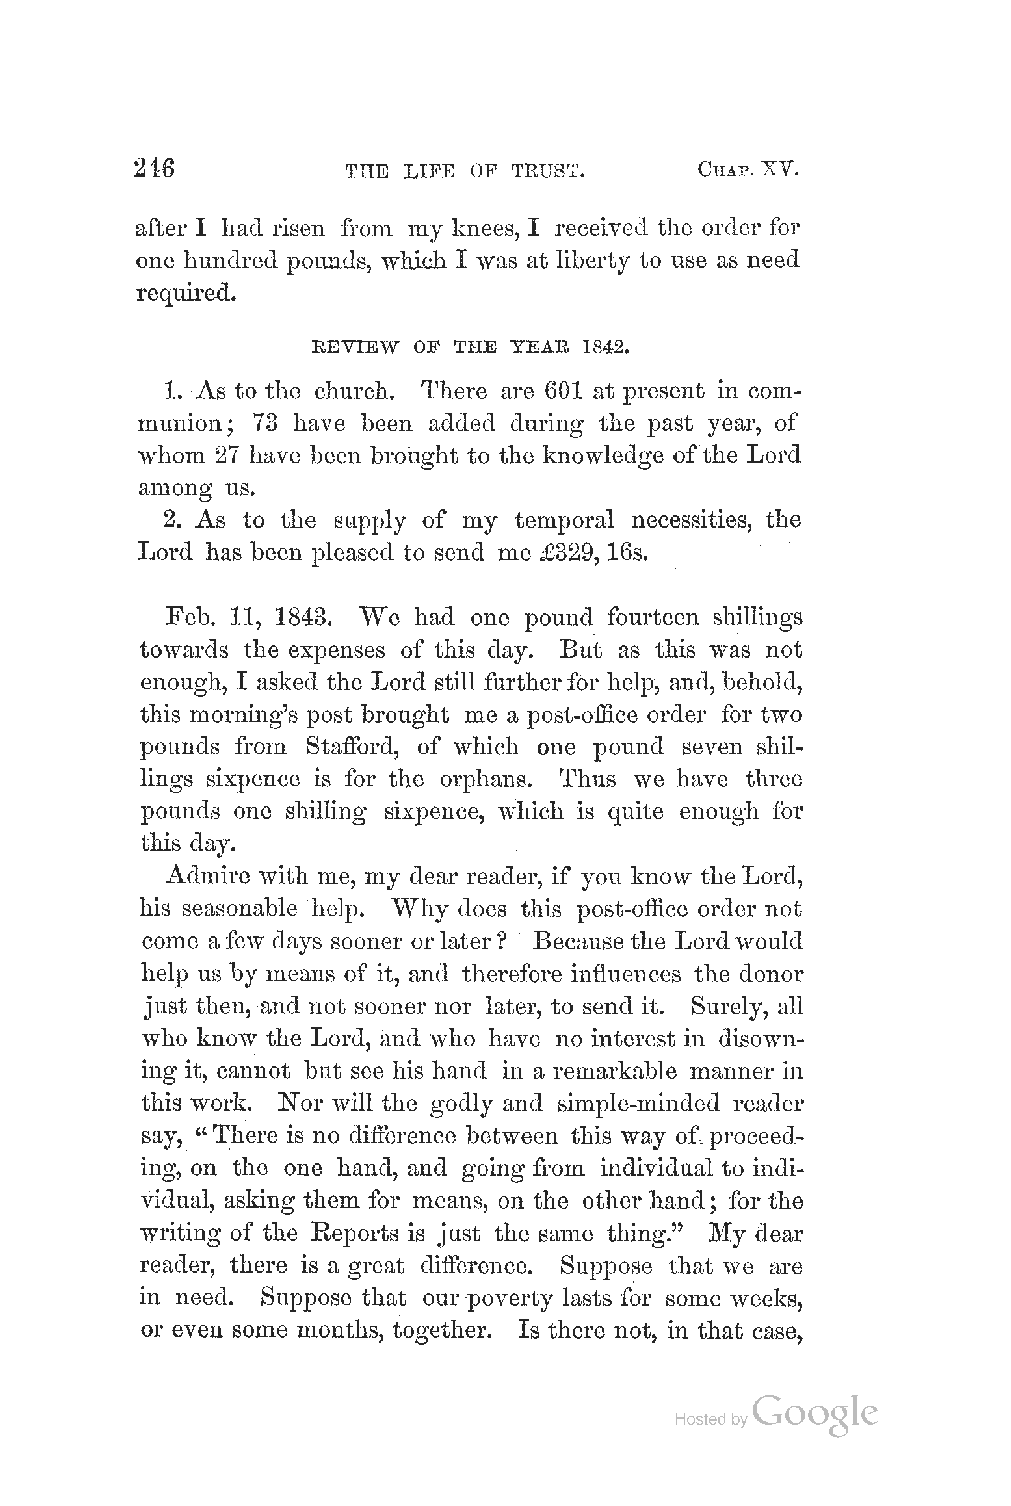 246 THE LIFE OF TRUST. CHAP. XV.
after I had risen from my knees, I received the order for
one hundred pounds, which I was at liberty to use as need
required.
REVIEW OF THE YEAR 1842.
1. As to the church. There are 601 at present in com-
munion; 73 have been added during the past year, of
whom 27 have been brought to the knowledge of the Lord
among us.
2. As to the supply of my temporal necessities, the
Lord has been pleased to send me £329, 16s.
Feb. 11, 1843. We had one pound fourteen shillings
towards the expenses of this day. But as this was not
enough, I asked the Lord still further for help, and, behold,
this morning's post brought me a post-office order for two
pounds from Stafford, of which one pound seven shil-
lings sixpence is for the orphans. Thus we have three
pounds one shilling sixpence, which is quite enough for
this day.
Admire with me, my dear reader, if you know the Lord,
his seasonable help. Why does this post-office order not
come a few days sooner or later? Because the Lord would
help us by means of it, and therefore influences the donor
just then, and not sooner nor later, to send it. Surely, all
who know the Lord, and who have no interest in disown-
ing it, cannot but see his hand in a remarkable manner in
this work. Nor will the godly and simple-minded reader
say, "There is no difference between this way of proceed-
ing, on the one hand, and going from individual to indi-
vidual, asking them for means, on the other hand; for the
writing of the Reports is just the same thing." My dear
reader, there is a great difference. Suppose that we are
in need. Suppose that our poverty lasts for some weeks,
or even some months, together. Is there not, in that case,
Hosted by Google